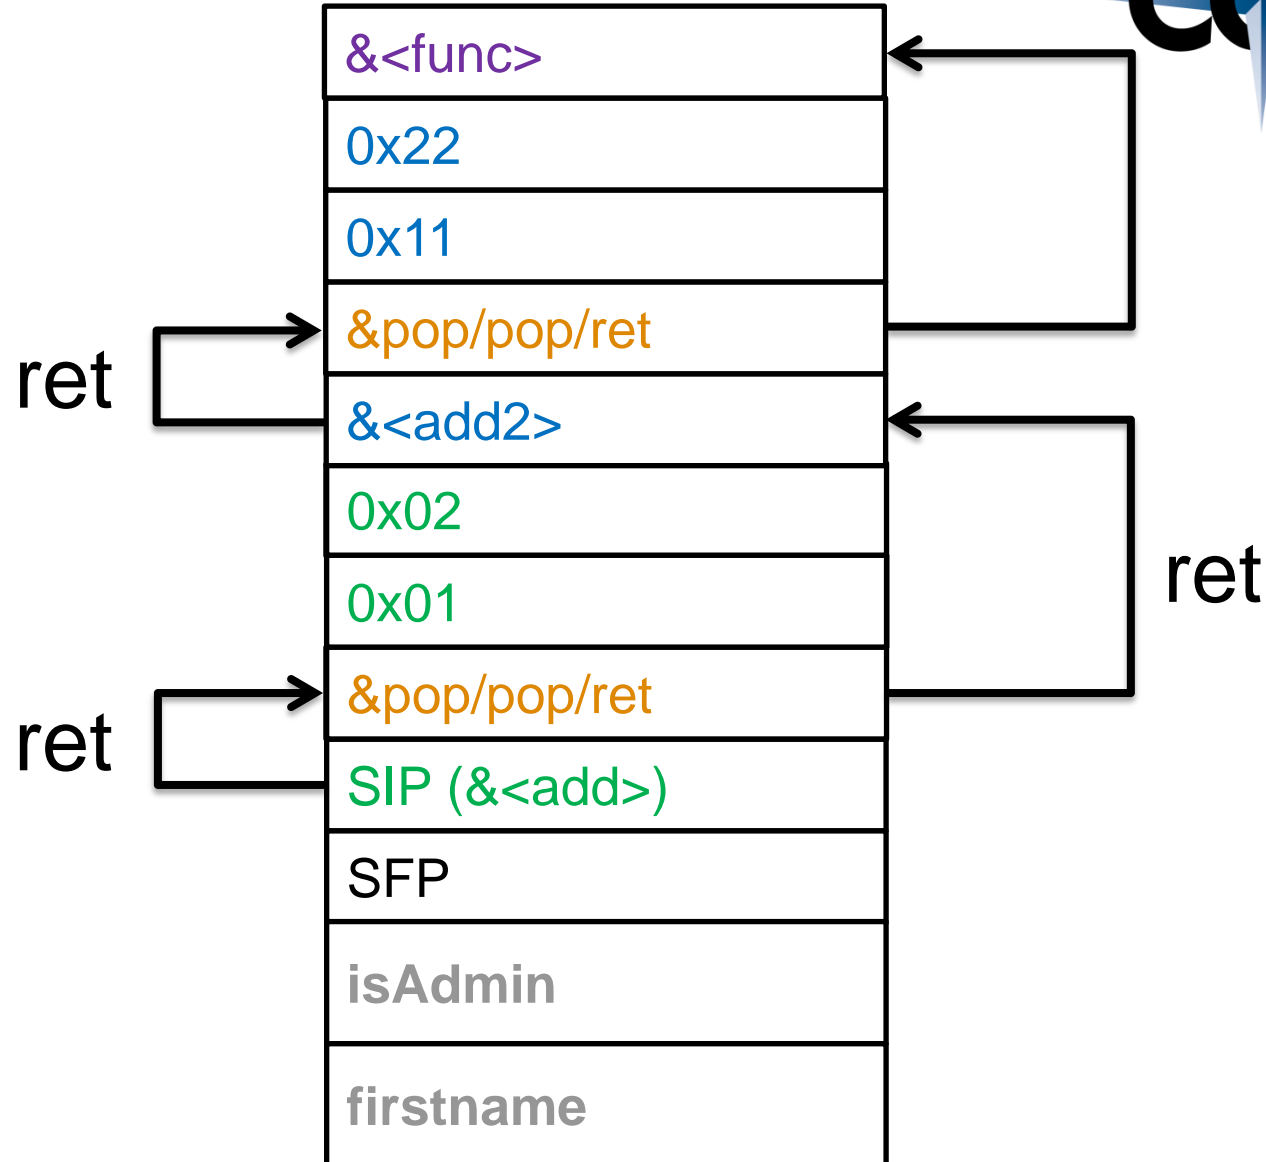 &<func>
0x22
0x11
&pop/pop/ret
ret
&<add2>
0x02
ret
0x01
&pop/pop/ret
ret
SIP (&<add>)
SFP
isAdmin
firstname